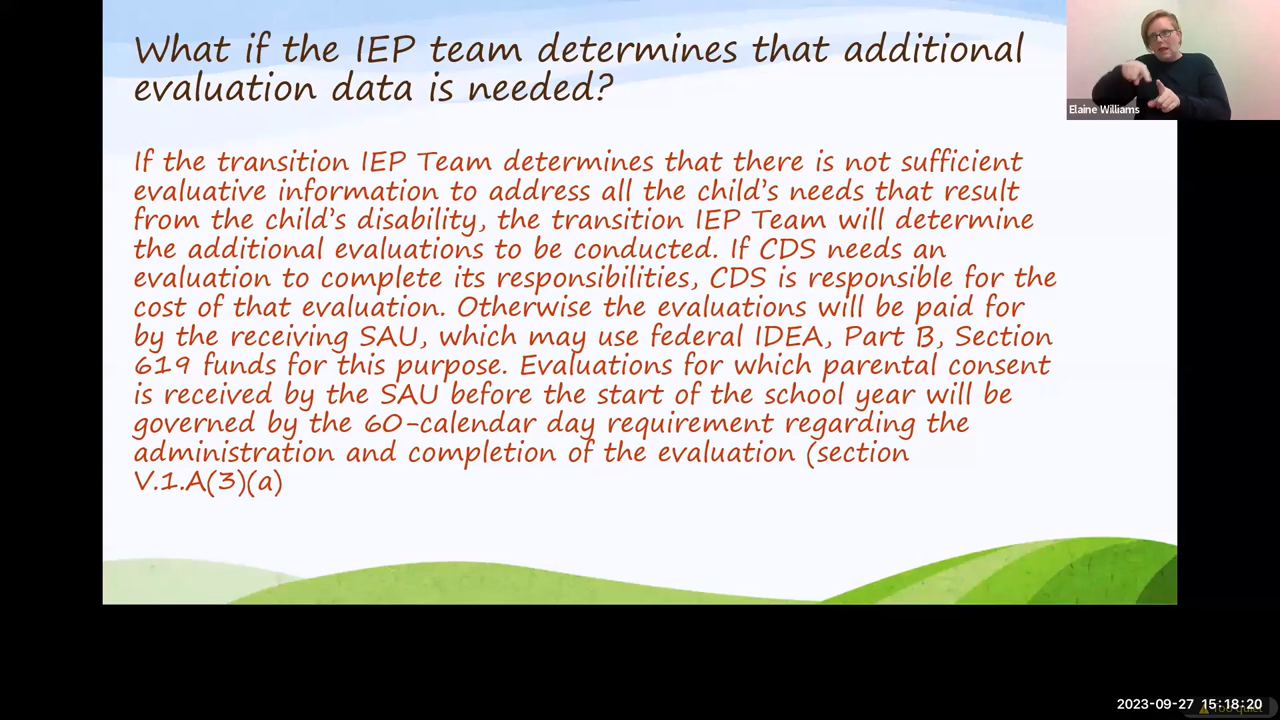 What if the IEP team determines that additional
evaluation data is needed?
Elaine Williams
If the transition IEP Team determines that there is not sufficient
evaluative information to address all the child's needs that result
from the child's disability, the transition IEP Team will determine
the additional evaluations to be conducted. If CDS needs an
evaluation to complete its responsibilities, CDS is responsible for the
cost of that evaluation. Otherwise the evaluations will be paid for
by the receiving SAU, which may use federal IDEA, Part B, Section
619 funds for this purpose. Evaluations for which parental consent
is received by the SAU before the start of the school year will be
governed by the 60-calendar day requirement regarding the
administration and completion of the evaluation (section
V.1.A(3)(a)
2023-09-27 15:18:20